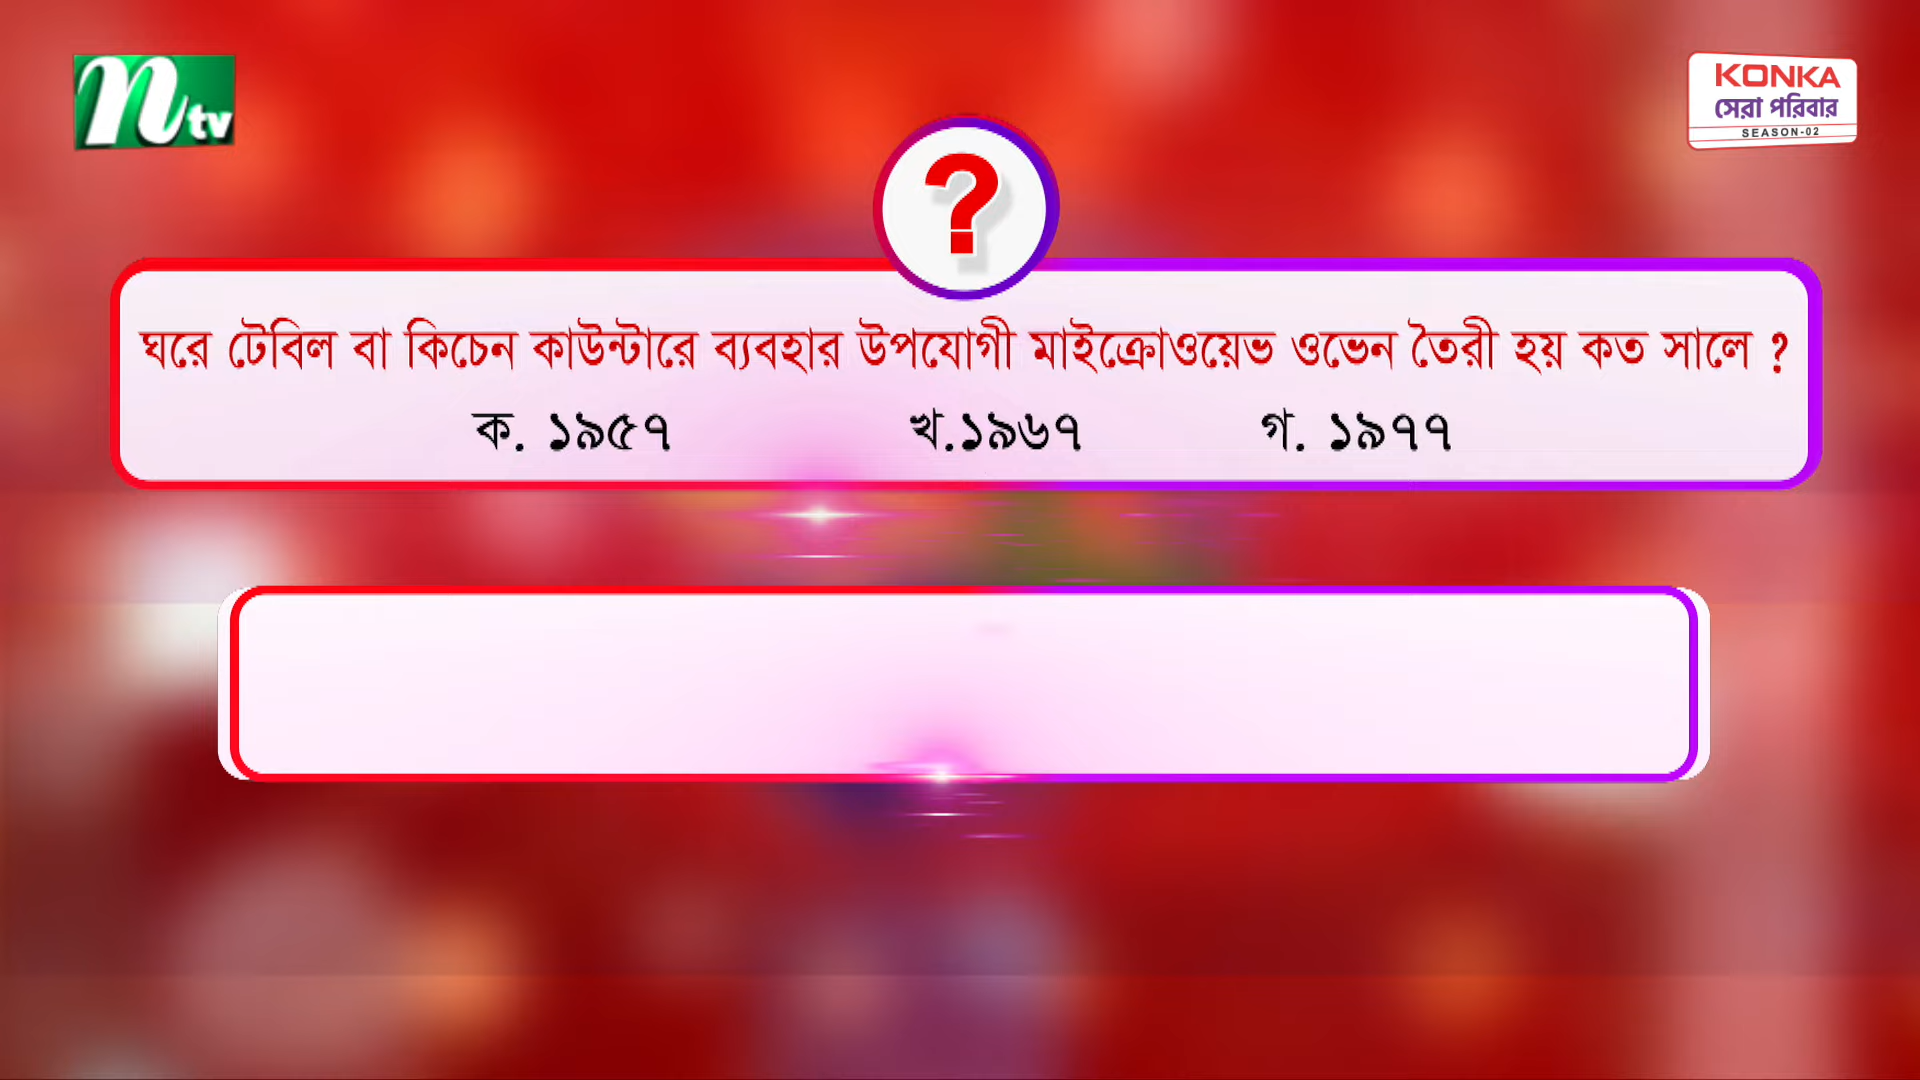 ntv
KONKA
সেরা পরিবার
SEASON-02
?
ঘরে টেবিল বা কিচেন কাউন্টারে ব্যবহার উপযোগী মাইক্রোওয়েভ ওভেন তৈরী হয় কত সালে ?
ক. ১৯৫৭ খ.১৯৬৭ গ. ১৯৭৭